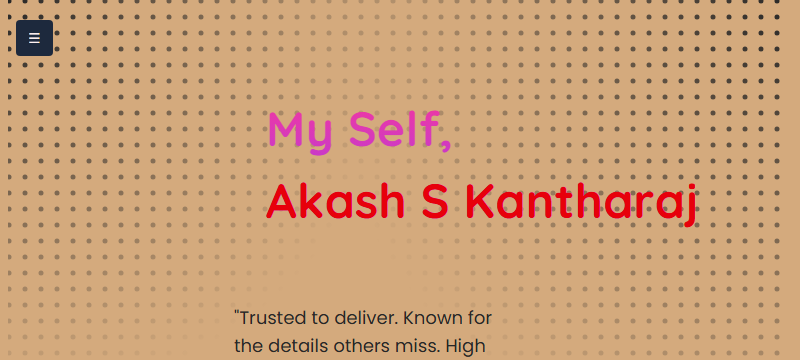 My Self,
Akash S Kantharaj
"Trusted to deliver. Known for
the details others miss. High